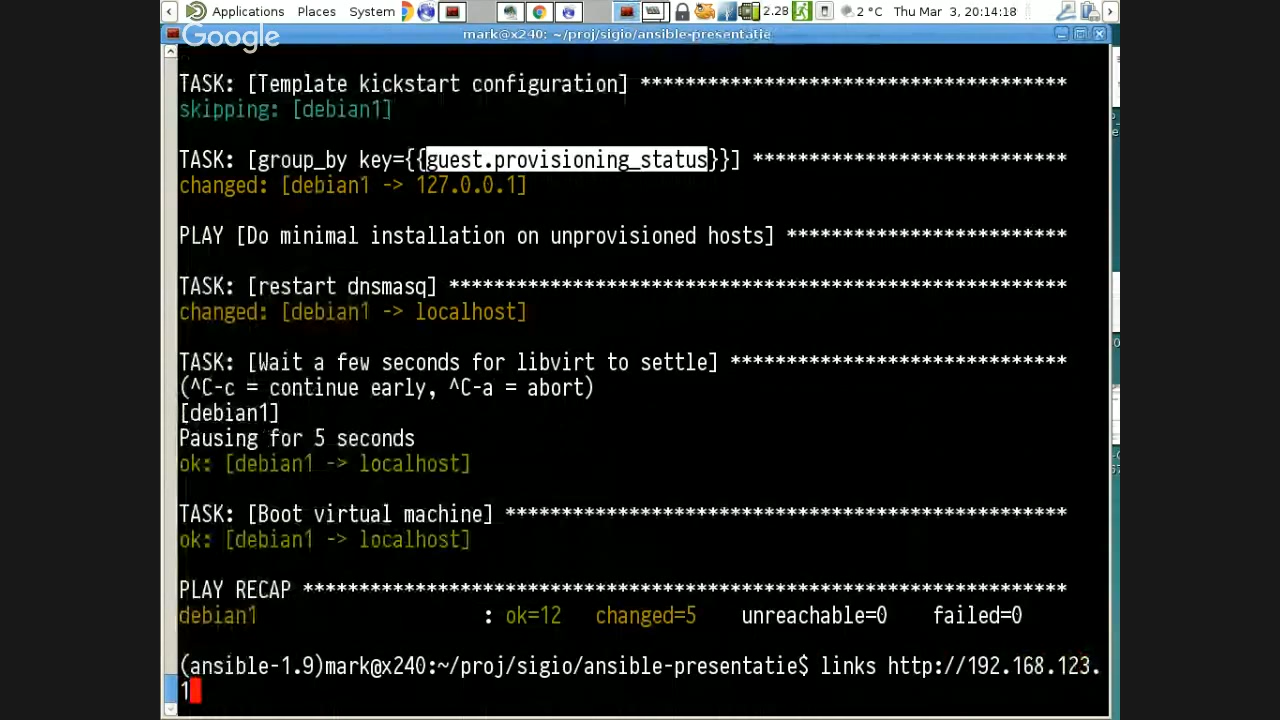 Applications Places System 2.28 2 °C Thu Mar 3, 20:14:18
Google
mark@x240: ~/proj/sigio/ansible-presentatie
TASK: [Template kickstart configuration] **************************************
skipping: [debian1]
TASK: [group_by key={{guest.provisioning_status}}] ****************************
changed: [debian1 -> 127.0.0.1]
PLAY [Do minimal installation on unprovisioned hosts] *************************
TASK: [restart dnsmasq] *******************************************************
changed: [debian1 -> localhost]
TASK: [Wait a few seconds for libvirt to settle] ******************************
(^C-c = continue early, ^C-a = abort)
[debian1]
Pausing for 5 seconds
ok: [debian1 -> localhost]
TASK: [Boot virtual machine] **************************************************
ok: [debian1 -> localhost]
PLAY RECAP ********************************************************************
debian1 : ok=12 changed=5 unreachable=0 failed=0
(ansible-1.9)mark@x240:~/proj/sigio/ansible-presentatie$ links http://192.168.123.
1